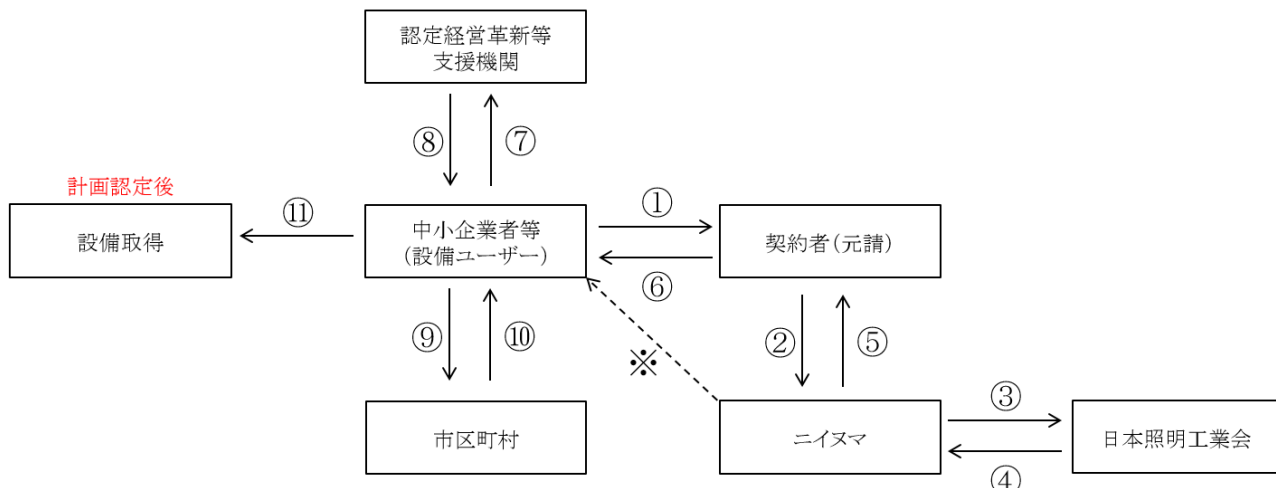 認定経営革新等
支援機関
⑧
⑦
計画認定後
設備取得
⑪
中小企業者等
(設備ユーザー)
①
⑥
契約者(元請)
⑨
⑩
※
②
⑤
市区町村
ニイヌマ
③
④
日本照明工業会